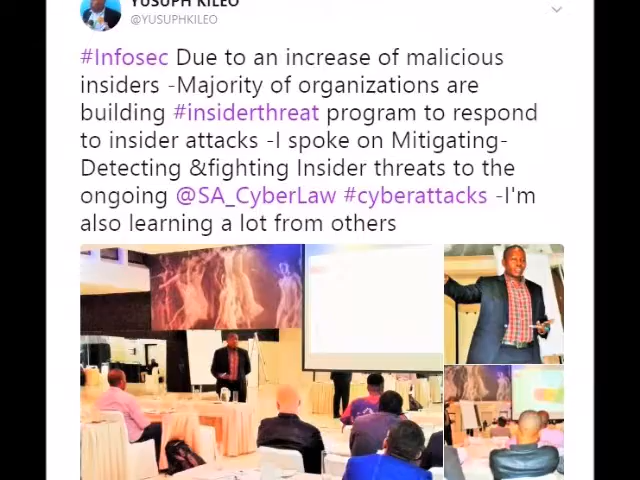 YUSUPH KILEO
@YUSUPHKILEO
#Infosec Due to an increase of malicious
insiders -Majority of organizations are
building #insiderthreat program to respond
to insider attacks -I spoke on Mitigating-
Detecting &fighting Insider threats to the
ongoing @SA_CyberLaw #cyberattacks -I'm
also learning a lot from others